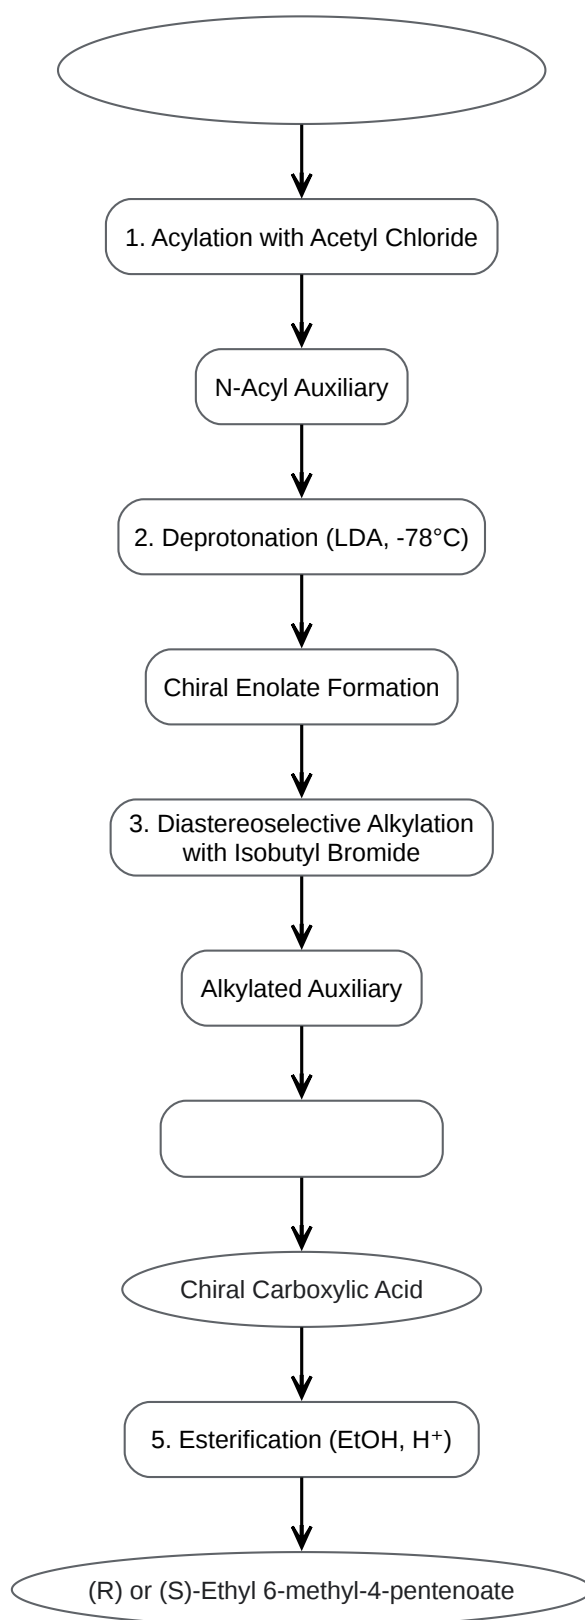 1. Acylation with Acetyl Chloride
N-Acyl Auxiliary
2. Deprotonation (LDA, -78°C)
Chiral Enolate Formation
3. Diastereoselective Alkylation
with Isobutyl Bromide
Alkylated Auxiliary
Chiral Carboxylic Acid
5. Esterification (EtOH, H⁺)
(R) or (S)-Ethyl 6-methyl-4-pentenoate